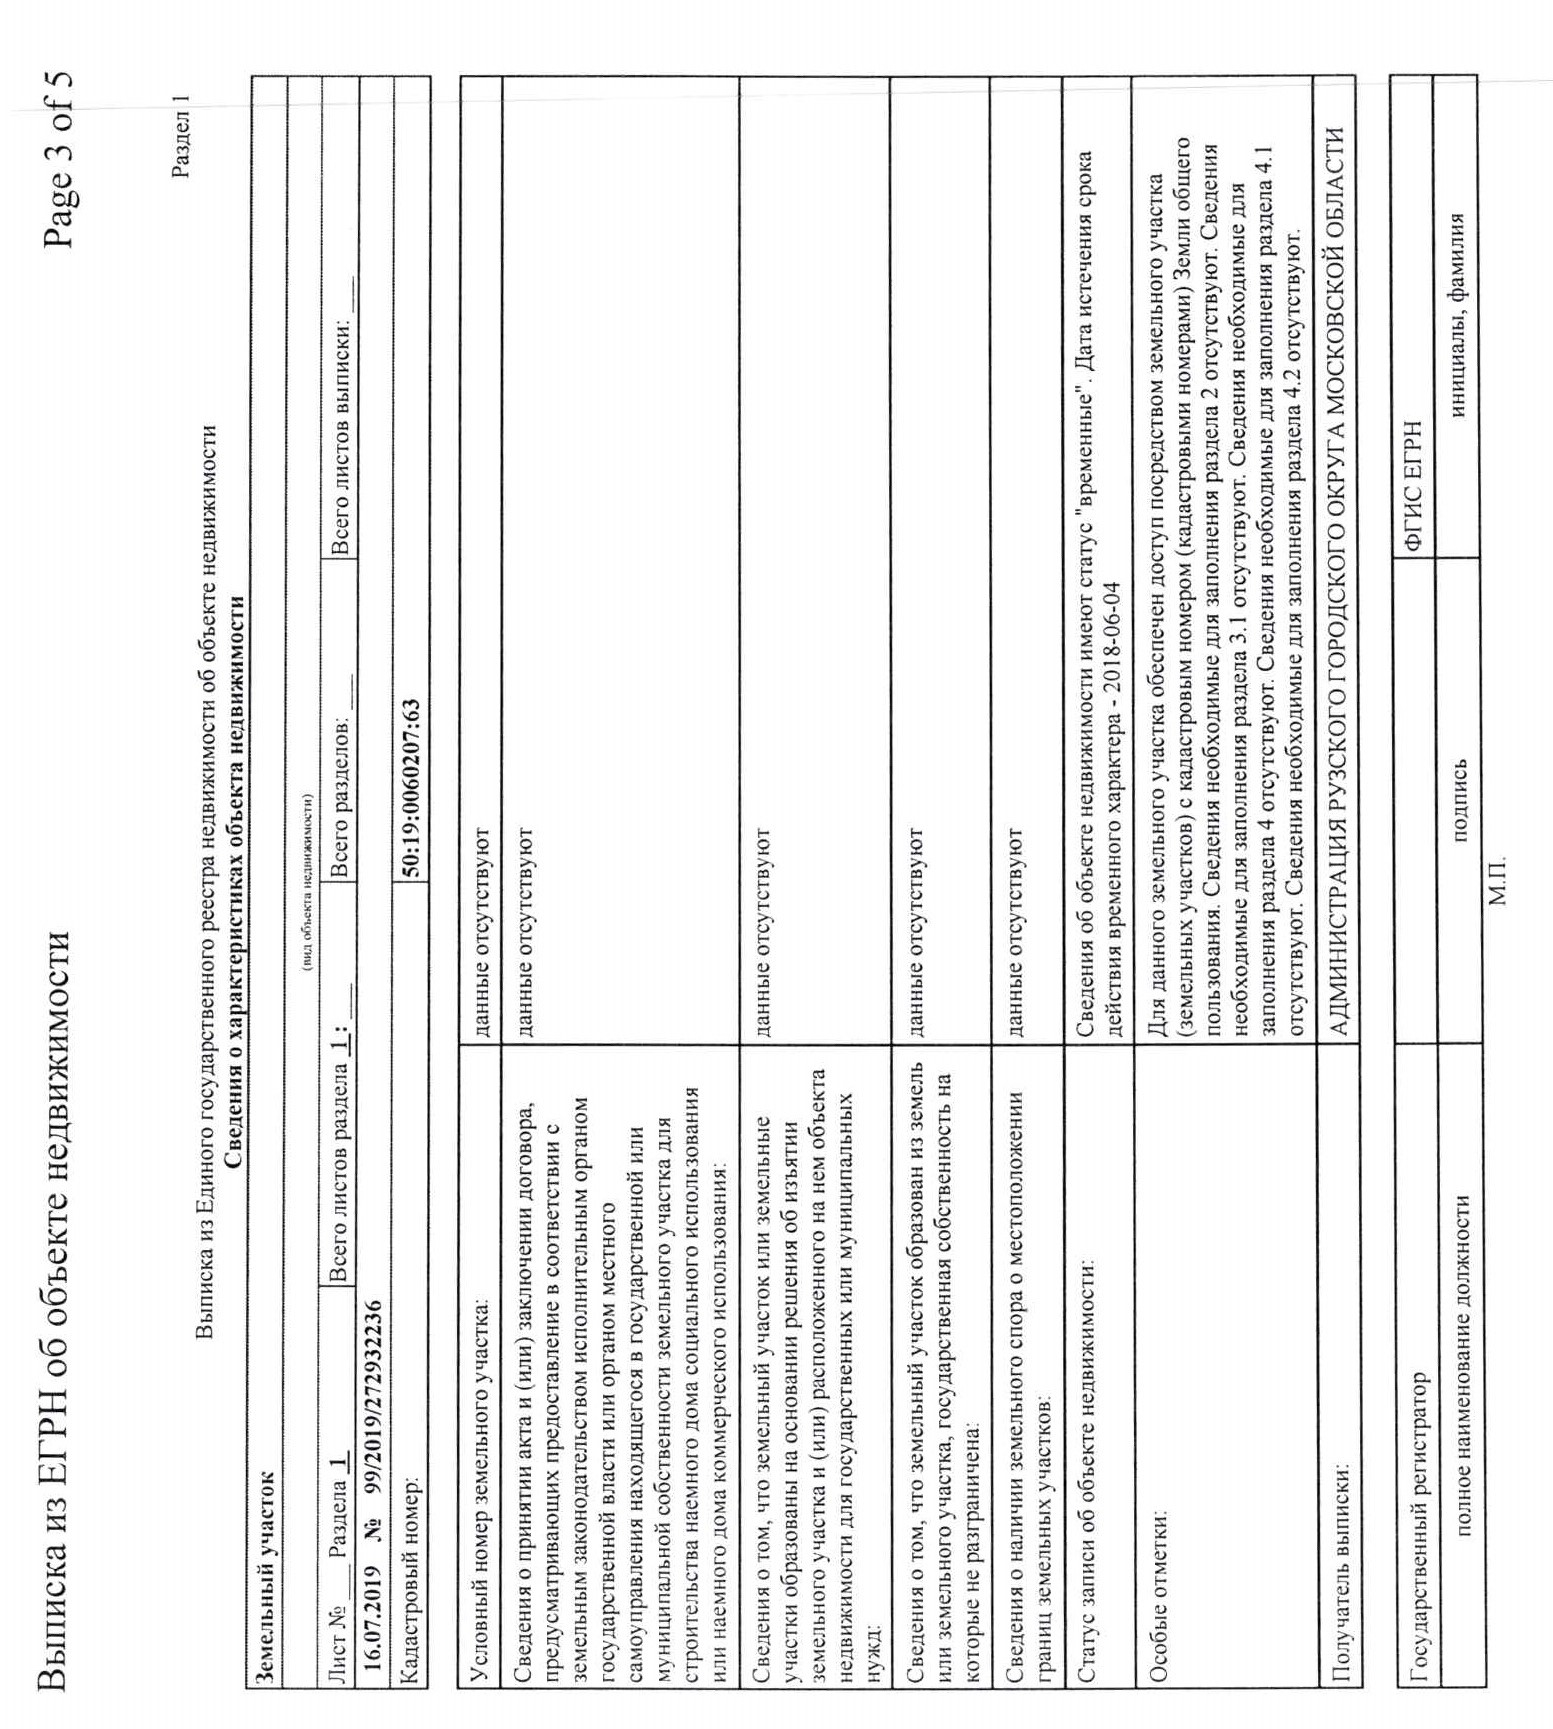 Выписка из ЕГРН об объекте недвижимости
Page 3 of 5
Раздел 1
Выписка из Единого государственного реестра недвижимости об объекте недвижимости
Сведения о характеристиках объекта недвижимости
Земельный участок
(вид объекта недвижимости)
Лист № ___ Раздела 1
Всего листов раздела 1 : ___
Всего разделов: ___
Всего листов выписки: ___
16.07.2019 № 99/2019/272932236
Кадастровый номер:
50:19:0060207:63
Условный номер земельного участка:
данные отсутствуют
Сведения о принятии акта и (или) заключении договора,
предусматривающих предоставление в соответствии с
земельным законодательством исполнительным органом
государственной власти или органом местного
самоуправления находящегося в государственной или
муниципальной собственности земельного участка для
строительства наемного дома социального использования
или наемного дома коммерческого использования:
данные отсутствуют
Сведения о том, что земельный участок или земельные
участки образованы на основании решения об изъятии
земельного участка и (или) расположенного на нем объекта
недвижимости для государственных или муниципальных
нужд:
данные отсутствуют
Сведения о том, что земельный участок образован из земель
или земельного участка, государственная собственность на
которые не разграничена:
данные отсутствуют
Сведения о наличии земельного спора о местоположении
границ земельных участков:
данные отсутствуют
Статус записи об объекте недвижимости:
Сведения об объекте недвижимости имеют статус "временные". Дата истечения срока
действия временного характера - 2018-06-04
Особые отметки:
Для данного земельного участка обеспечен доступ посредством земельного участка
(земельных участков) с кадастровым номером (кадастровыми номерами) Земли общего
пользования. Сведения необходимые для заполнения раздела 2 отсутствуют. Сведения
необходимые для заполнения раздела 3.1 отсутствуют. Сведения необходимые для
заполнения раздела 4 отсутствуют. Сведения необходимые для заполнения раздела 4.1
отсутствуют. Сведения необходимые для заполнения раздела 4.2 отсутствуют.
Получатель выписки:
АДМИНИСТРАЦИЯ РУЗСКОГО ГОРОДСКОГО ОКРУГА МОСКОВСКОЙ ОБЛАСТИ
Государственный регистратор
ФГИС ЕГРН
полное наименование должности
подпись
инициалы, фамилия
М.П.